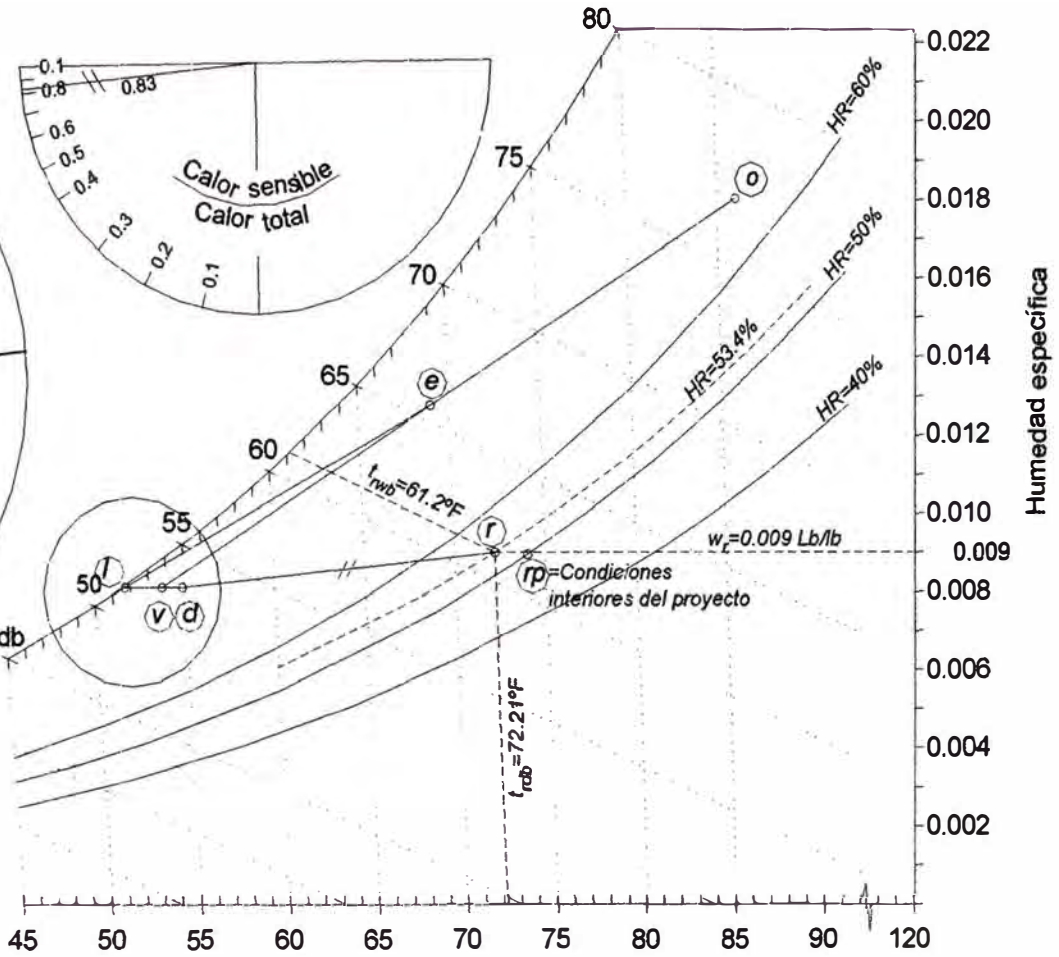 80
0.022
0.1
0.8
0.83
0.6
0.5
0.4
0.3
0.2
0.1
Calor sensible
Calor total
HR=60%
0.020
75
o
0.018
HR=50%
70
0.016
HR=53.4%
65
e
0.014
HR=40%
Humedad específica
60
0.012
t_rwb=61.2ºF
55
r
0.010
w_r=0.009 Lb/lb
0.009
l
50
rp=Condiciones
interiores del proyecto
0.008
v
d
db
0.006
t_rdb=72.21ºF
0.004
0.002
45 50 55 60 65 70 75 80 85 90 120